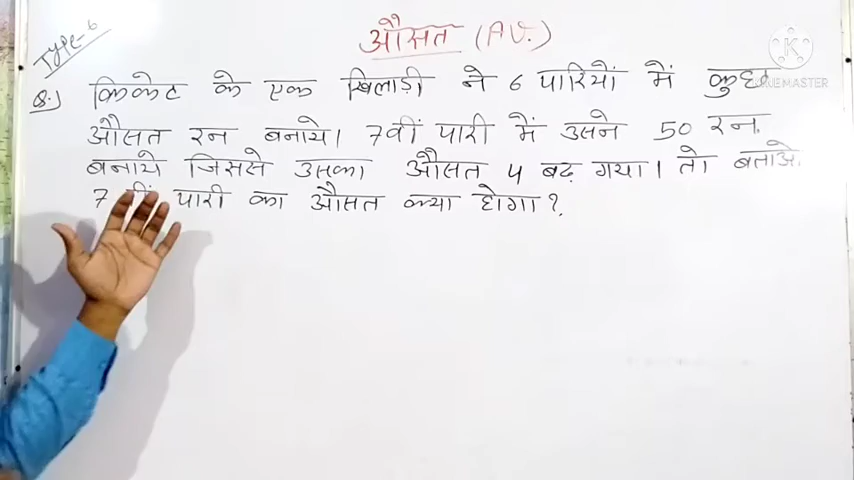 Type-6
औसत (AV.)
Q.) क्रिकेट के एक खिलाड़ी ने 6 पारियों में कुछ
औसत रन बनाये। 7वीं पारी में उसने 50 रन
बनाये जिससे उसका औसत 4 बढ़ गया। तो बताओ
7 वीं पारी का औसत क्या होगा?
K
KINEMASTER